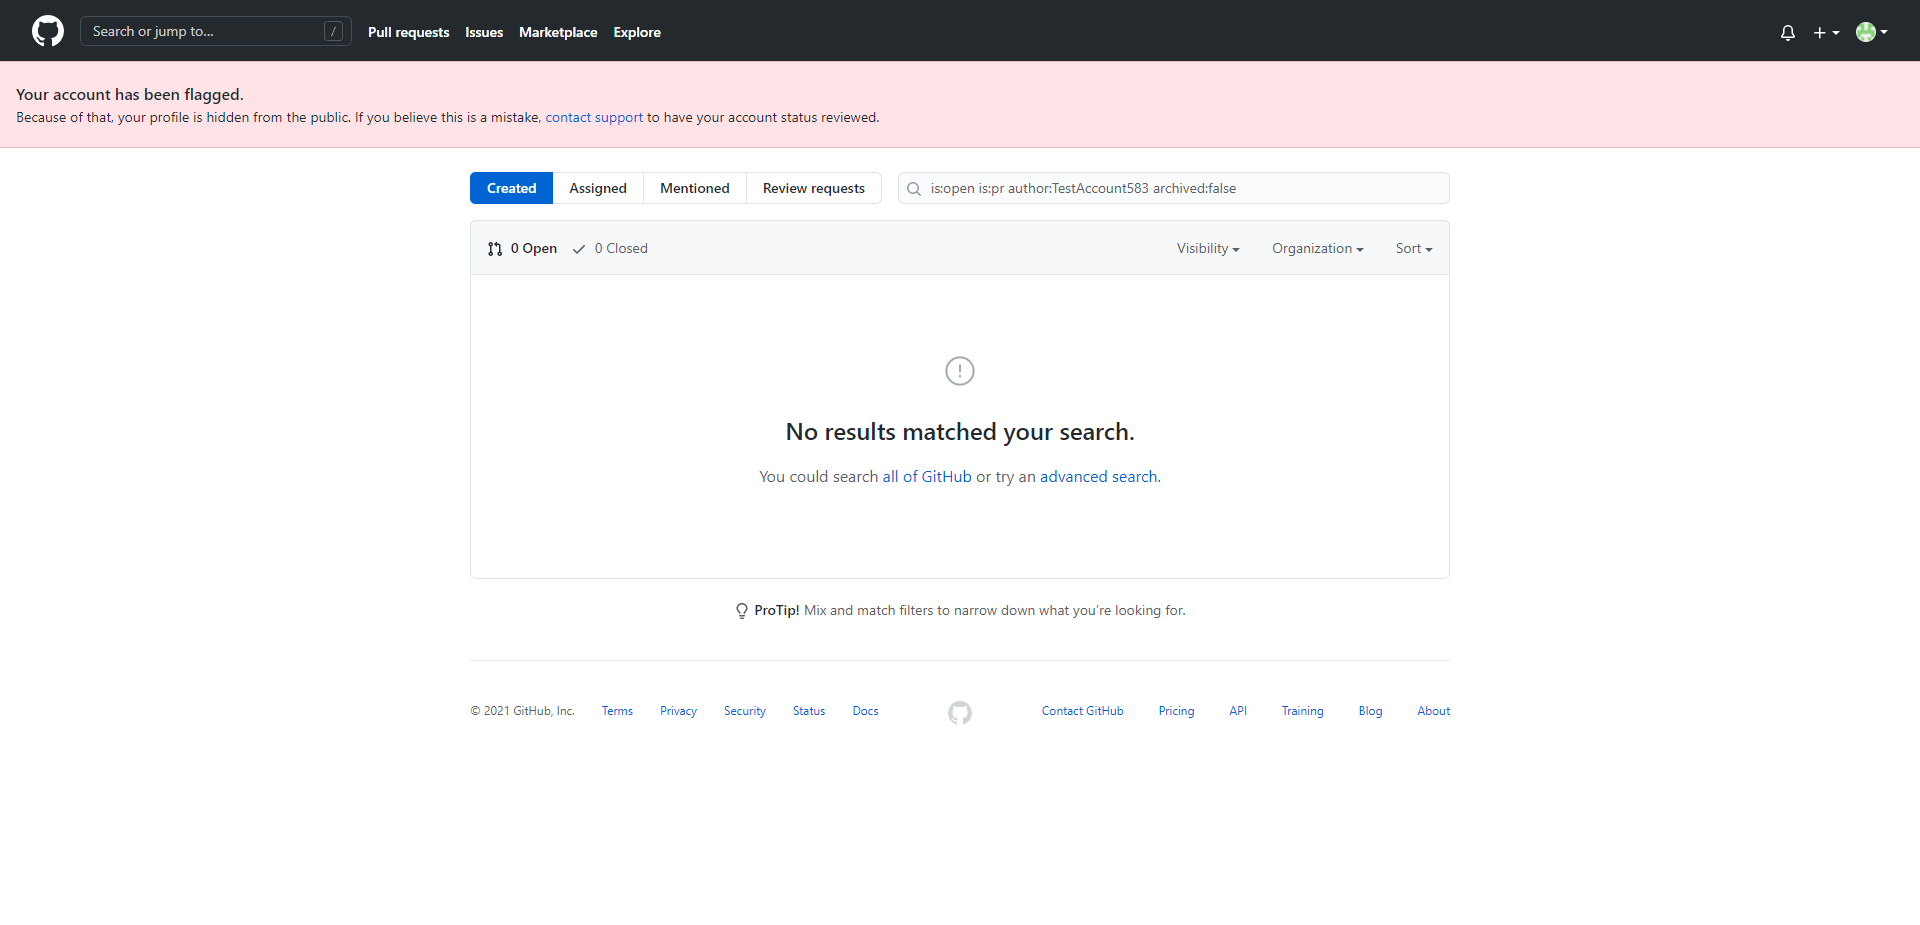 Search or jump to... /
Pull requests Issues Marketplace Explore
Your account has been flagged.
Because of that, your profile is hidden from the public. If you believe this is a mistake, contact support to have your account status reviewed.
Created Assigned Mentioned Review requests
is:open is:pr author:TestAccount583 archived:false
0 Open 0 Closed
Visibility Organization Sort
No results matched your search.
You could search all of GitHub or try an advanced search.
ProTip! Mix and match filters to narrow down what you’re looking for.
© 2021 GitHub, Inc. Terms Privacy Security Status Docs Contact GitHub Pricing API Training Blog About